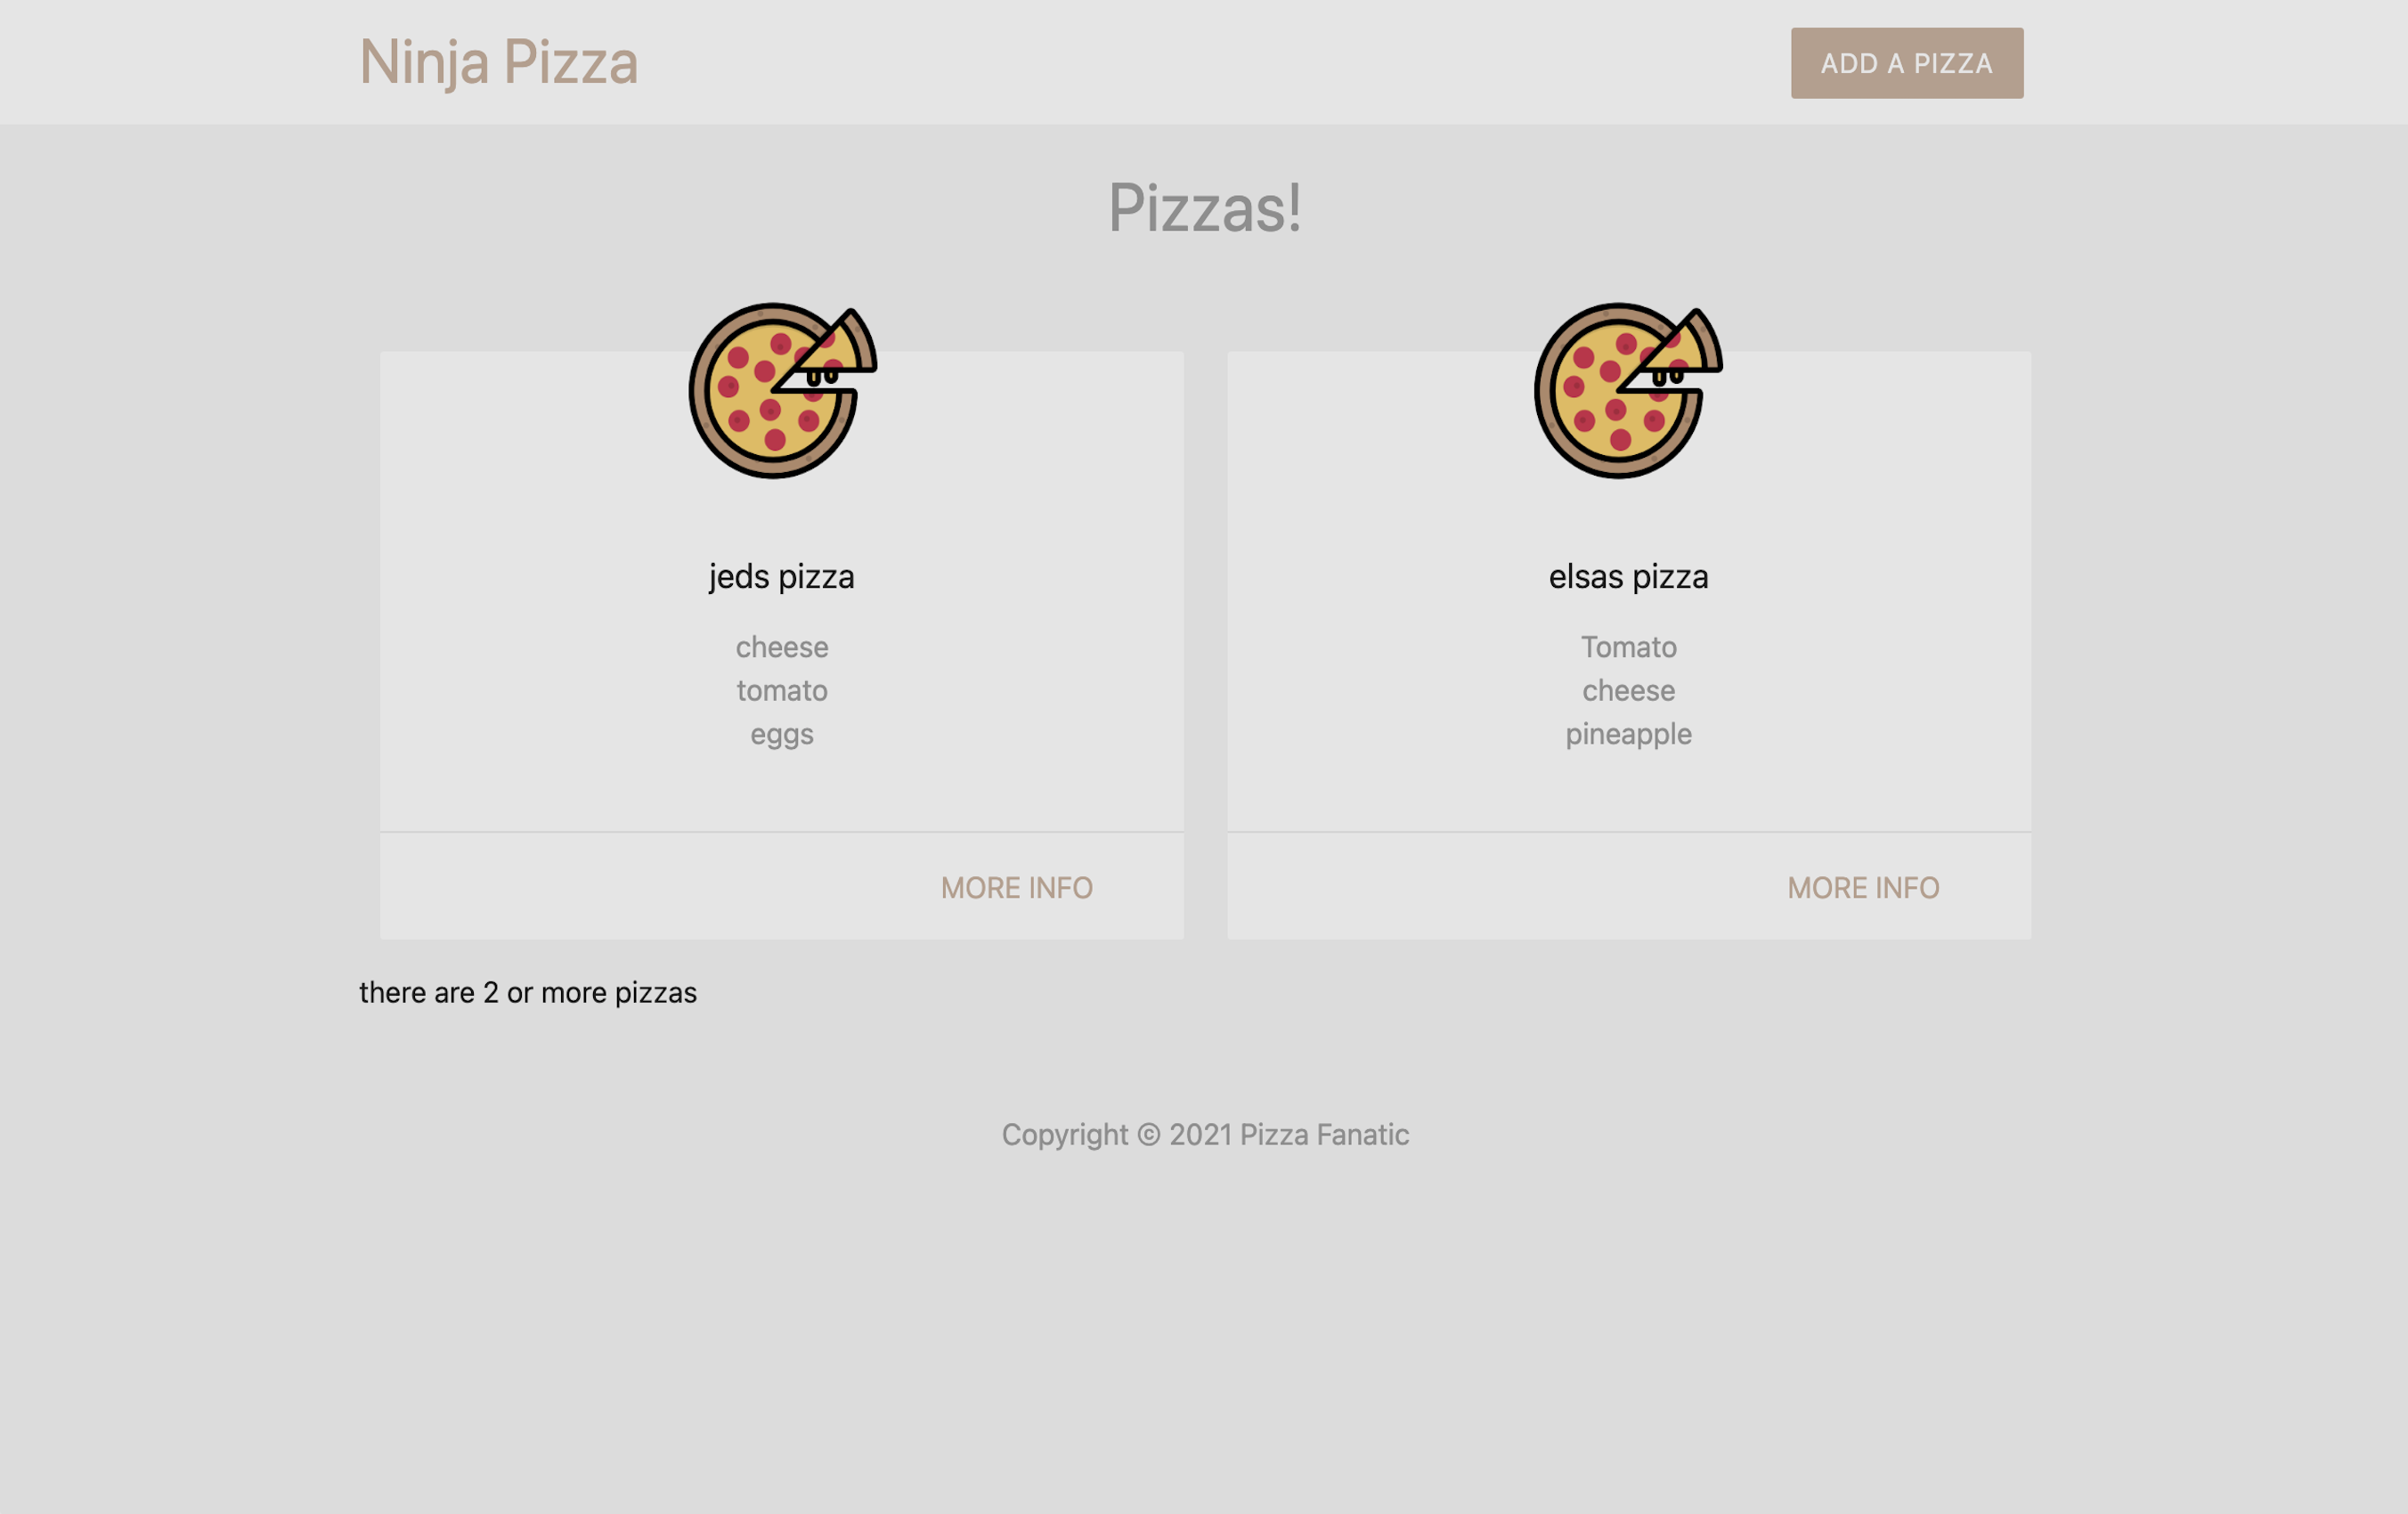 Ninja Pizza
ADD A PIZZA
Pizzas!
jeds pizza
cheese
tomato
eggs
MORE INFO
elsas pizza
Tomato
cheese
pineapple
MORE INFO
there are 2 or more pizzas
Copyright © 2021 Pizza Fanatic